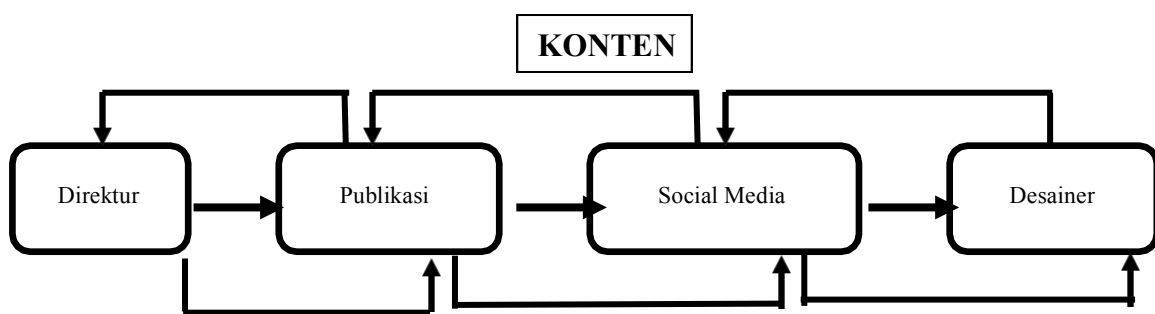 KONTEN
Direktur
Publikasi
Social Media
Desainer